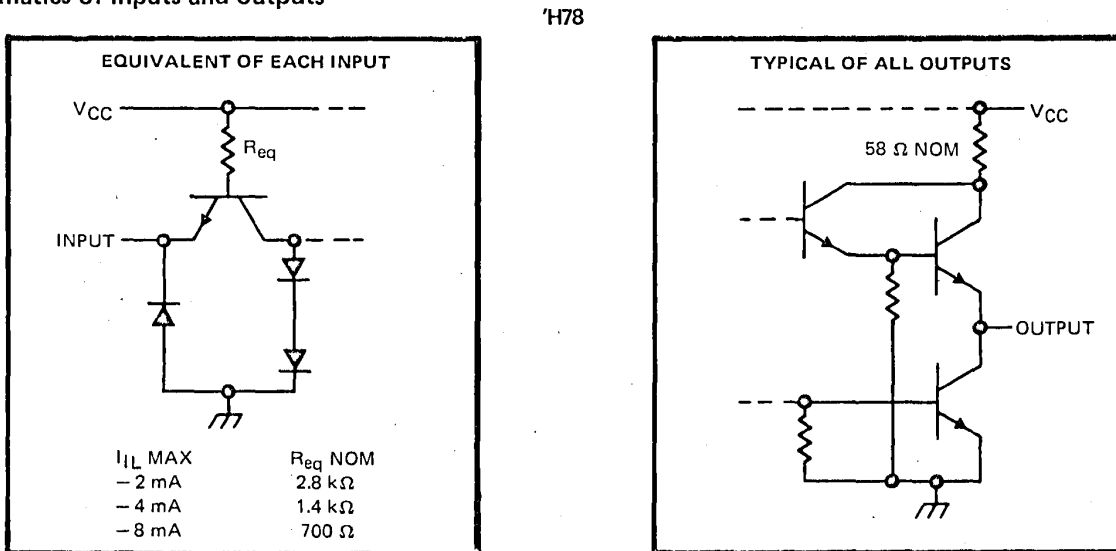 'H78
EQUIVALENT OF EACH INPUT
VCC
Req
INPUT
IIL MAX Req NOM
−2 mA 2.8 kΩ
−4 mA 1.4 kΩ
−8 mA 700 Ω
TYPICAL OF ALL OUTPUTS
VCC
58 Ω NOM
OUTPUT